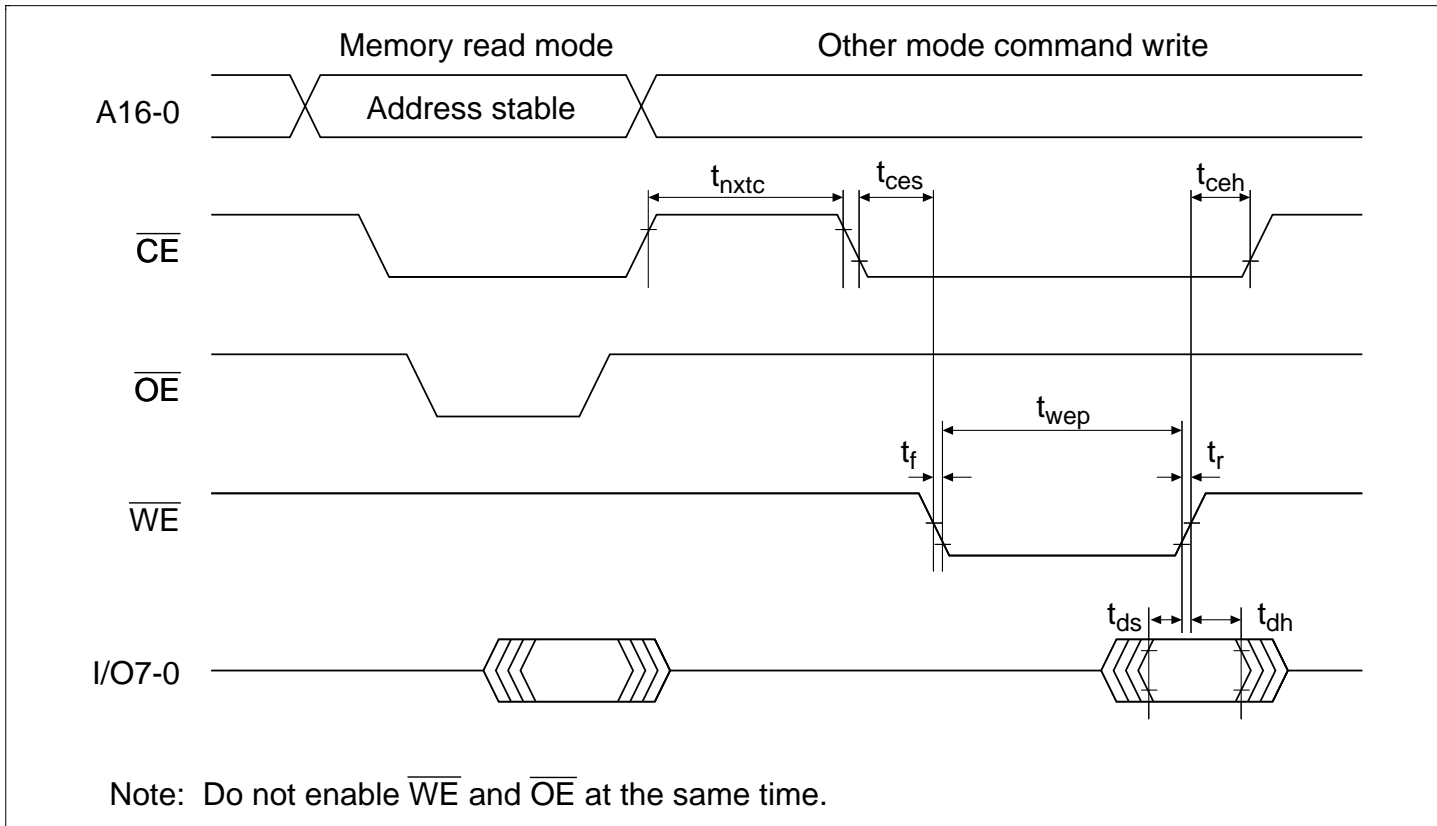 Memory read mode
Other mode command write
A16-0
Address stable
tnxtc
tces
tceh
CE
OE
twep
tf
tr
WE
tds
tdh
I/O7-0
Note: Do not enable WE and OE at the same time.